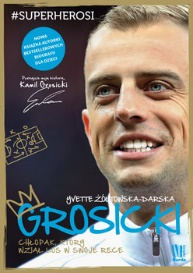 #SUPERHEROSI
NOWA
KSIĄŻKA AUTORKI
BESTSELLEROWYCH
BIOGRAFII
DLA DZIECI
Poznajcie moją historię,
Kamil Grosicki
YVETTE ŻÓŁTOWSKA-DARSKA
GROSICKI
CHŁOPAK, KTÓRY
WZIĄŁ LOS W SWOJE RĘCE